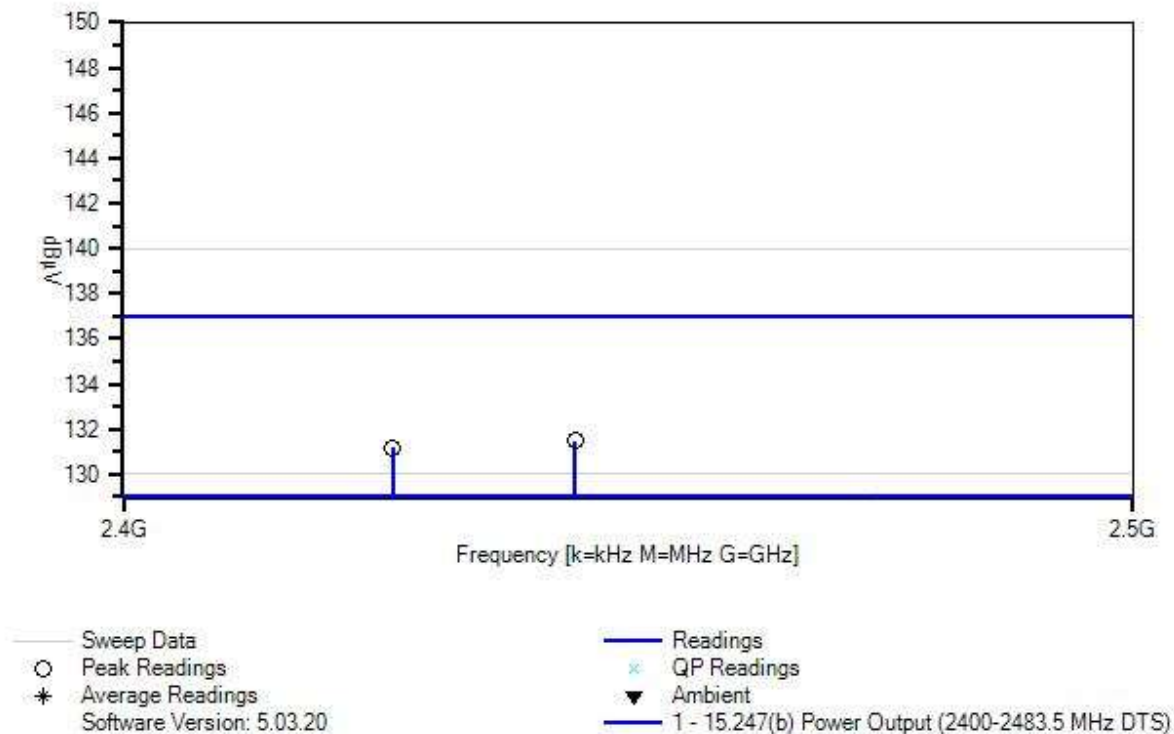 150
148
146
144
142
140
138
136
134
132
130
dBµV
2.4G
2.5G
Frequency [k=kHz M=MHz G=GHz]
Sweep Data
Readings
Peak Readings
QP Readings
Average Readings
Ambient
Software Version: 5.03.20
1 - 15.247(b) Power Output (2400-2483.5 MHz DTS)